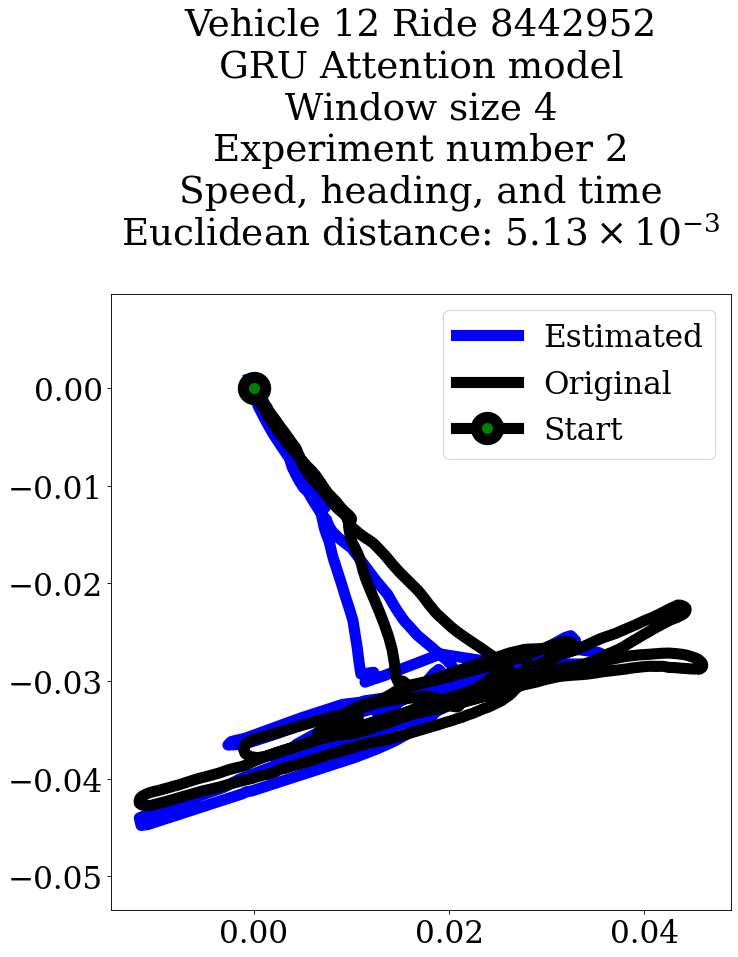 Vehicle 12 Ride 8442952
GRU Attention model
Window size 4
Experiment number 2
Speed, heading, and time
Euclidean distance: 5.13 × 10⁻³
Estimated
Original
Start
0.00
−0.01
−0.02
−0.03
−0.04
−0.05
0.00 0.02 0.04